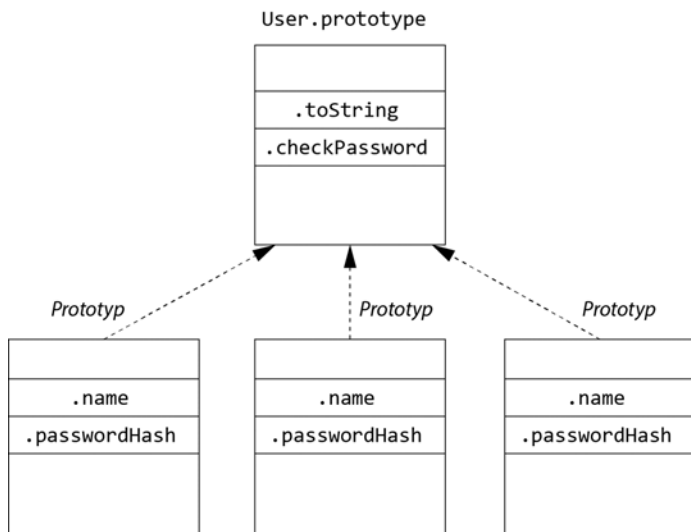 User.prototype
.toString
.checkPassword
Prototyp
Prototyp
Prototyp
.name
.name
.name
.passwordHash
.passwordHash
.passwordHash